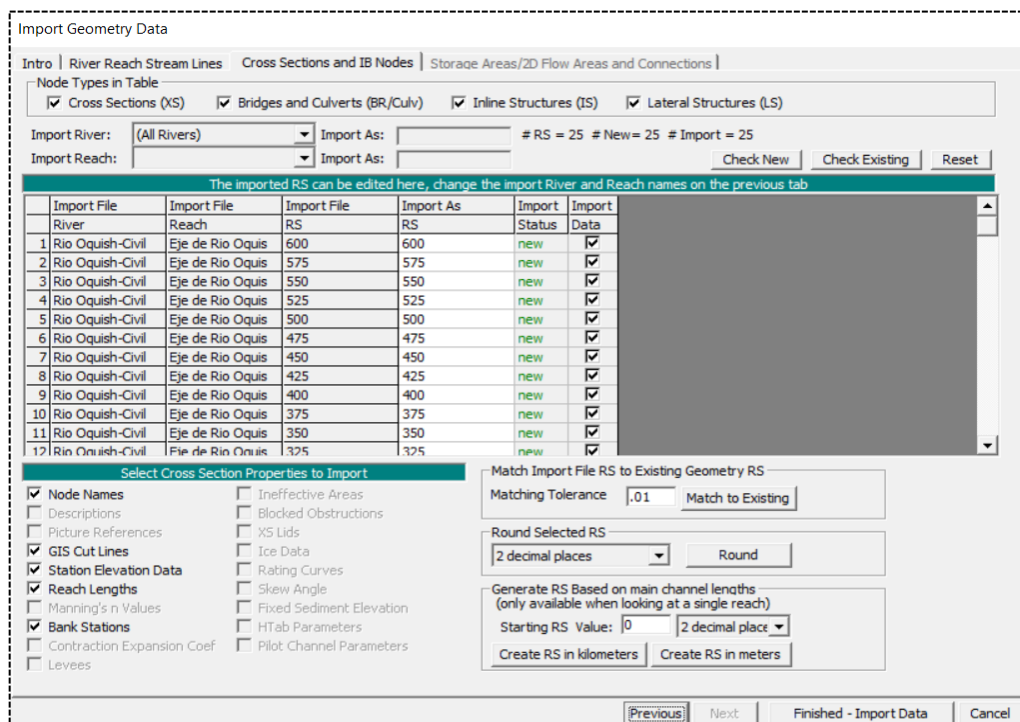 Import Geometry Data
Intro River Reach Stream Lines Cross Sections and IB Nodes Storage Areas/2D Flow Areas and Connections
Node Types in Table
Cross Sections (XS) Bridges and Culverts (BR/Culv) Inline Structures (IS) Lateral Structures (LS)
Import River: (All Rivers) Import As: # RS = 25 # New= 25 # Import = 25
Import Reach: Import As: Check New Check Existing Reset
The imported RS can be edited here, change the import River and Reach names on the previous tab
Import File Import File Import File Import As Import Import
River Reach RS RS Status Data
1 Rio Oquish-Civil Eje de Rio Oquis 600 600 new
2 Rio Oquish-Civil Eje de Rio Oquis 575 575 new
3 Rio Oquish-Civil Eje de Rio Oquis 550 550 new
4 Rio Oquish-Civil Eje de Rio Oquis 525 525 new
5 Rio Oquish-Civil Eje de Rio Oquis 500 500 new
6 Rio Oquish-Civil Eje de Rio Oquis 475 475 new
7 Rio Oquish-Civil Eje de Rio Oquis 450 450 new
8 Rio Oquish-Civil Eje de Rio Oquis 425 425 new
9 Rio Oquish-Civil Eje de Rio Oquis 400 400 new
10 Rio Oquish-Civil Eje de Rio Oquis 375 375 new
11 Rio Oquish-Civil Eje de Rio Oquis 350 350 new
12 Rio Oquish-Civil Eje de Rio Oquis 325 325 new
Select Cross Section Properties to Import
Node Names Ineffective Areas
Descriptions Blocked Obstructions
Picture References XS Lids
GIS Cut Lines Ice Data
Station Elevation Data Rating Curves
Reach Lengths Skew Angle
Manning's n Values Fixed Sediment Elevation
Bank Stations HTab Parameters
Contraction Expansion Coef Pilot Channel Parameters
Levees
Match Import File RS to Existing Geometry RS
Matching Tolerance .01 Match to Existing
Round Selected RS
2 decimal places Round
Generate RS Based on main channel lengths
(only available when looking at a single reach)
Starting RS Value: 0 2 decimal place
Create RS in kilometers Create RS in meters
Previous Next Finished - Import Data Cancel